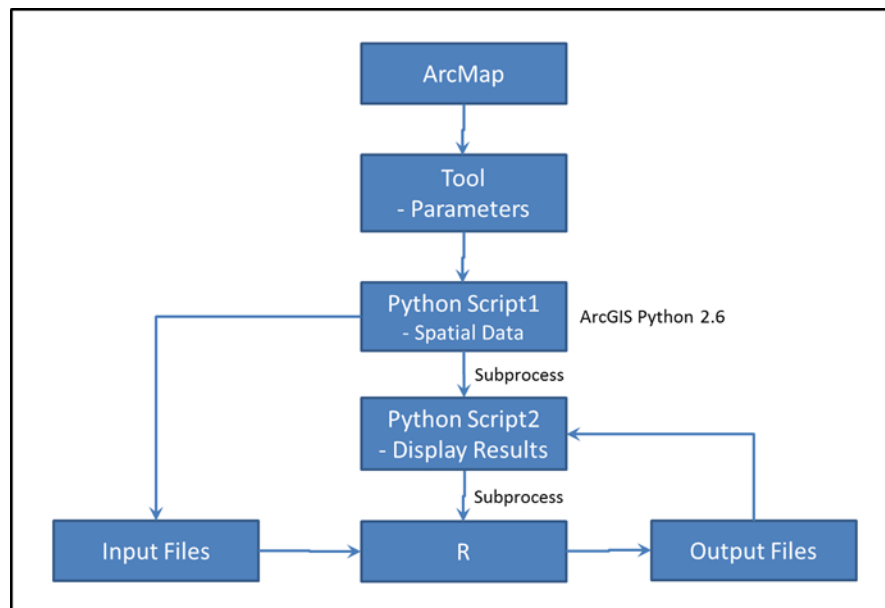 ArcMap
Tool
- Parameters
Python Script1
- Spatial Data
ArcGIS Python 2.6
Subprocess
Python Script2
- Display Results
Subprocess
Input Files
R
Output Files